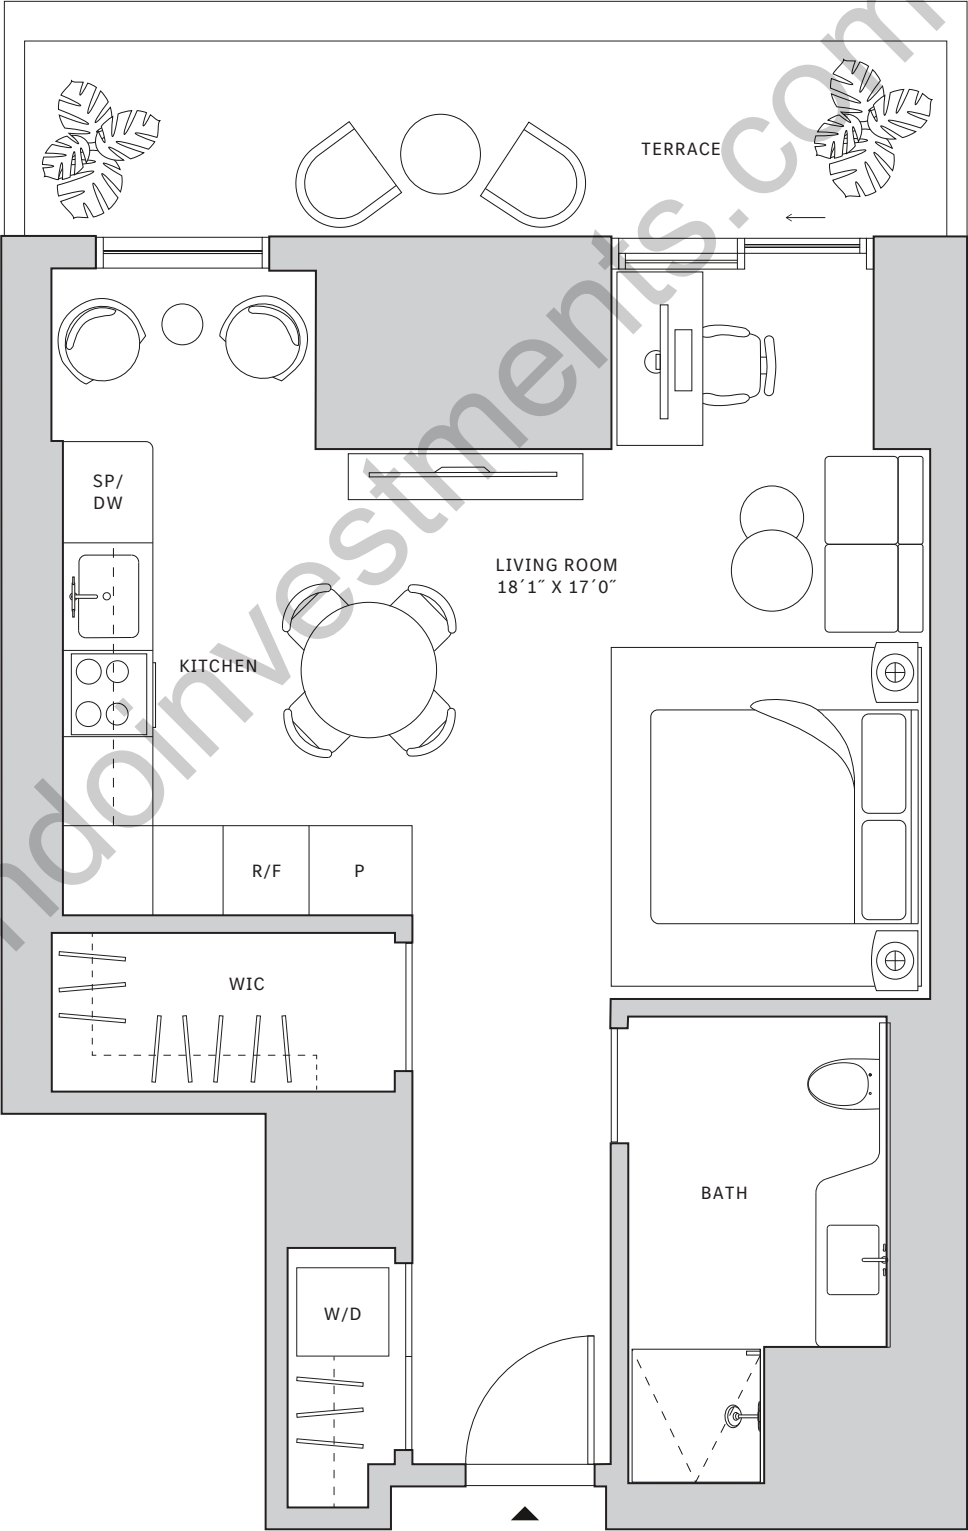 TERRACE
SP/
DW
LIVING ROOM
18´1˝ X 17´0˝
KITCHEN
R/F
P
WIC
BATH
W/D
ndoinvestments.com